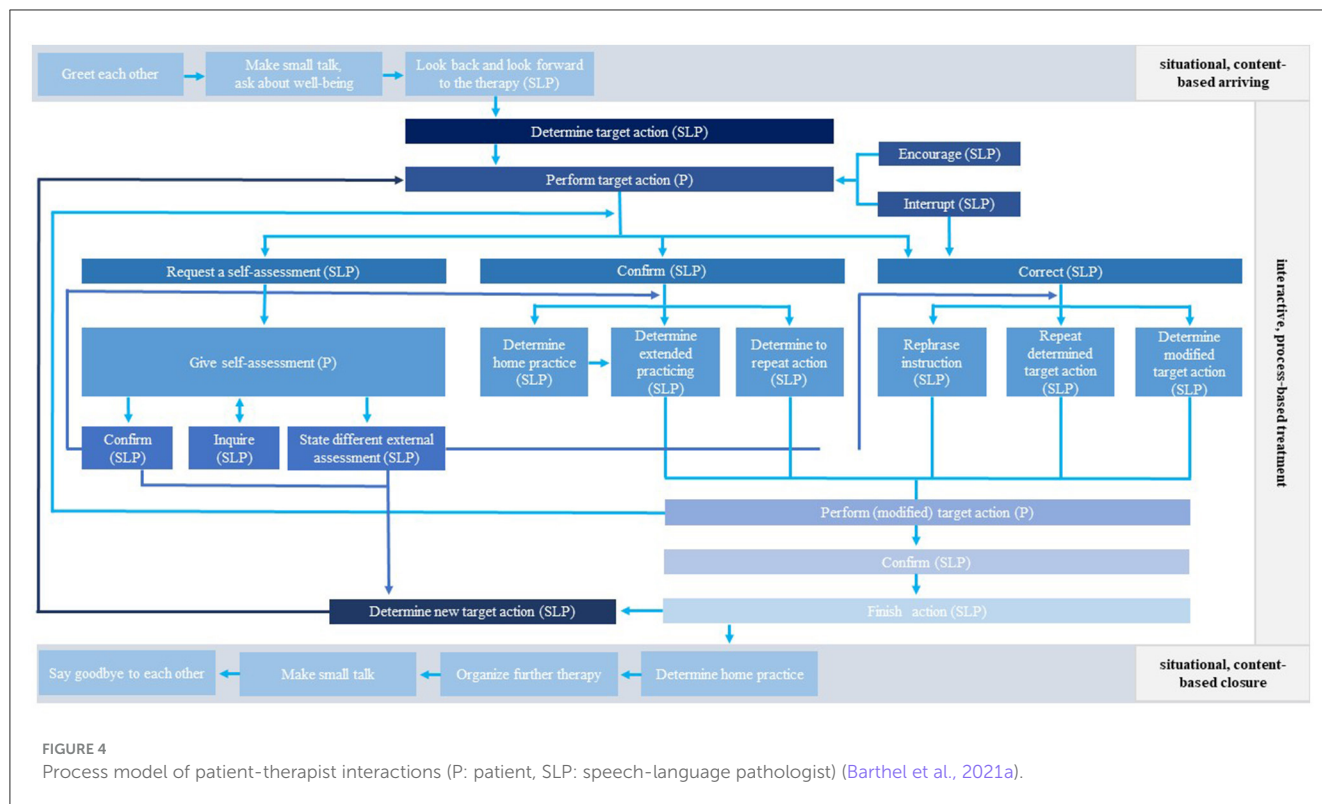 Greet each other
Make small talk,
ask about well-being
Look back and look forward
to the therapy (SLP)
situational, content-
based arriving
Determine target action (SLP)
Encourage (SLP)
Perform target action (P)
Interrupt (SLP)
Request a self-assessment (SLP)
Confirm (SLP)
Correct (SLP)
interactive, process-based treatment
Give self-assessment (P)
Determine
home practice
(SLP)
Determine
extended
practicing
(SLP)
Determine to
repeat action
(SLP)
Rephrase
instruction
(SLP)
Repeat
determined
target action
(SLP)
Determine
modified
target action
(SLP)
Confirm
(SLP)
Inquire
(SLP)
State different external
assessment (SLP)
Perform (modified) target action (P)
Confirm (SLP)
Determine new target action (SLP)
Finish action (SLP)
Say goodbye to each other
Make small talk
Organize further therapy
Determine home practice
situational, content-
based closure
FIGURE 4
Process model of patient-therapist interactions (P: patient, SLP: speech-language pathologist) (Barthel et al., 2021a).